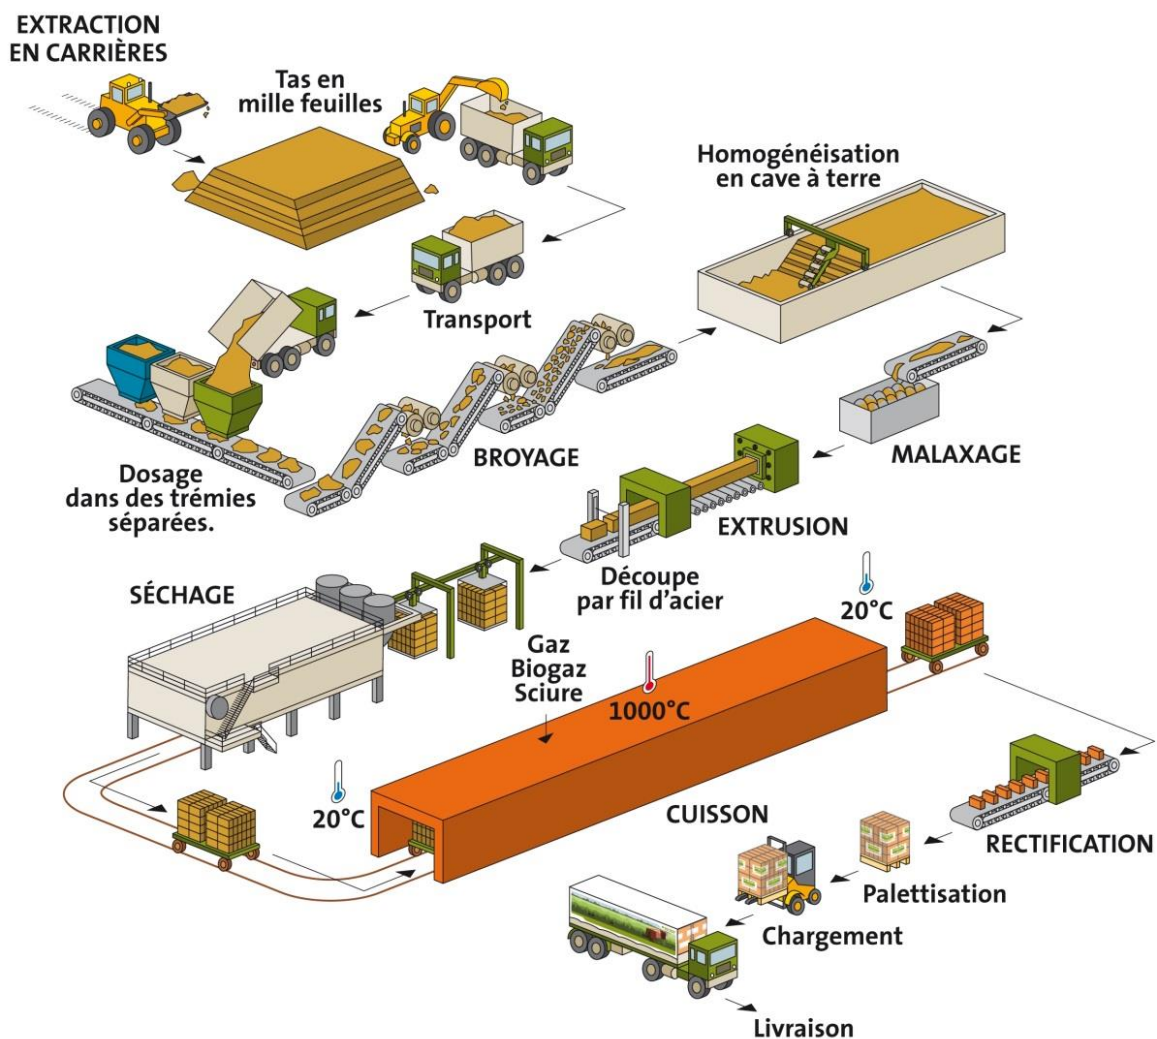 EXTRACTION
EN CARRIÈRES
Tas en
mille feuilles
Homogénéisation
en cave à terre
Transport
BROYAGE
MALAXAGE
Dosage
dans des trémies
séparées.
EXTRUSION
Découpe
par fil d'acier
SÉCHAGE
20°C
Gaz
Biogaz
Sciure
1000°C
20°C
CUISSON
RECTIFICATION
Palettisation
Chargement
Livraison